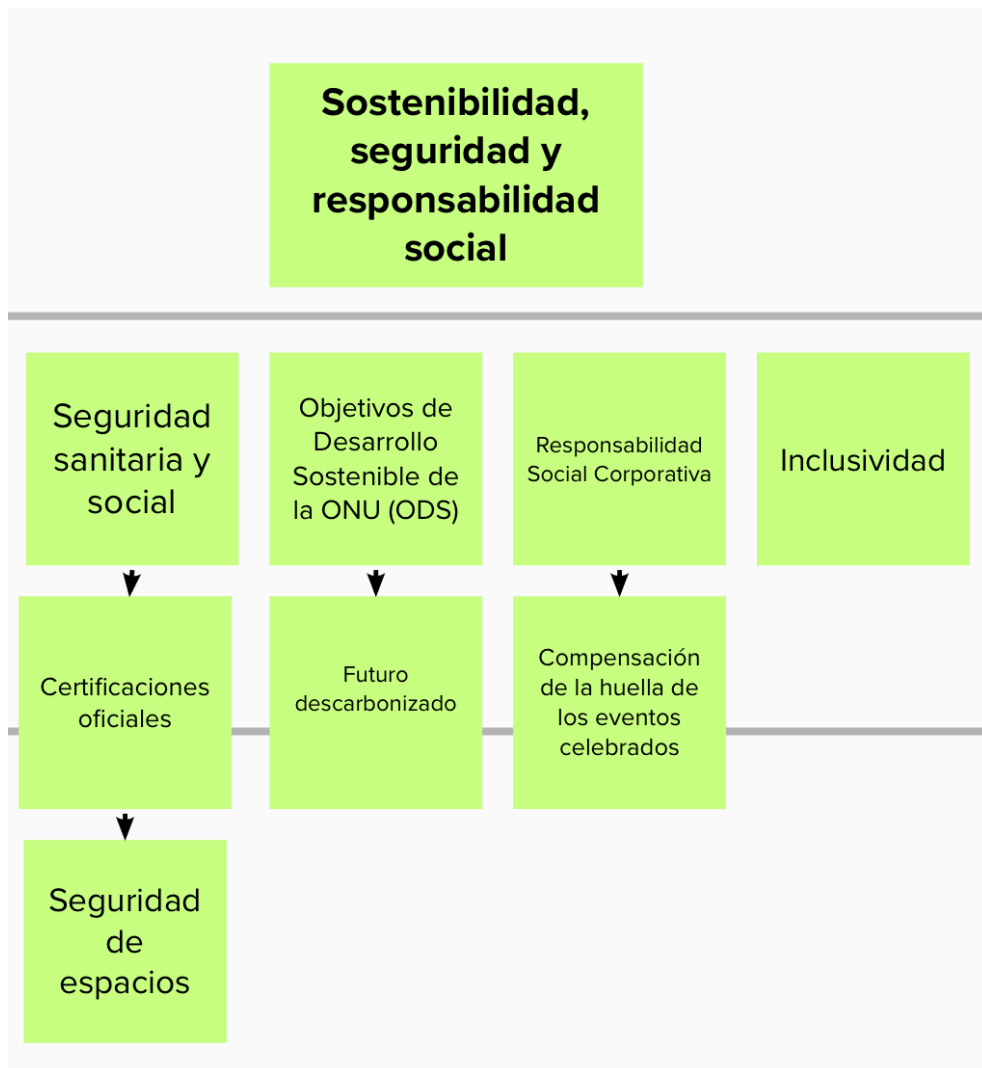 Sostenibilidad,
seguridad y
responsabilidad
social
Seguridad
sanitaria y
social
Objetivos de
Desarrollo
Sostenible de
la ONU (ODS)
Responsabilidad
Social Corporativa
Inclusividad
Certificaciones
oficiales
Futuro
descarbonizado
Compensación
de la huella de
los eventos
celebrados
Seguridad
de
espacios